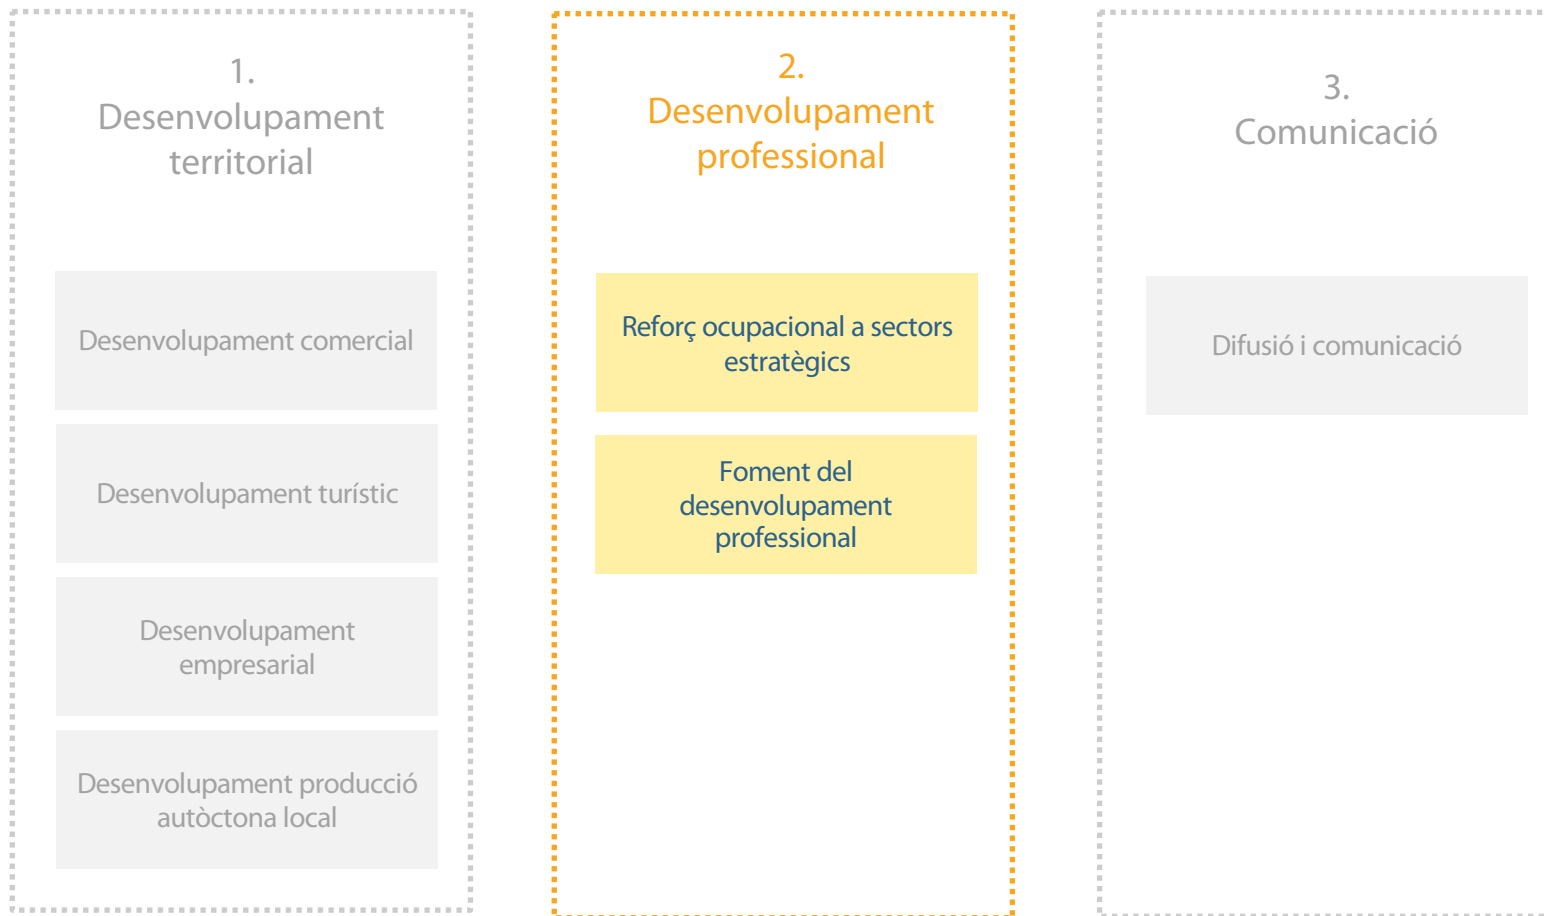 1.
Desenvolupament
territorial
Desenvolupament comercial
Desenvolupament turístic
Desenvolupament
empresarial
Desenvolupament producció
autòctona local
2.
Desenvolupament
professional
Reforç ocupacional a sectors
estratègics
Foment del
desenvolupament
professional
3.
Comunicació
Difusió i comunicació